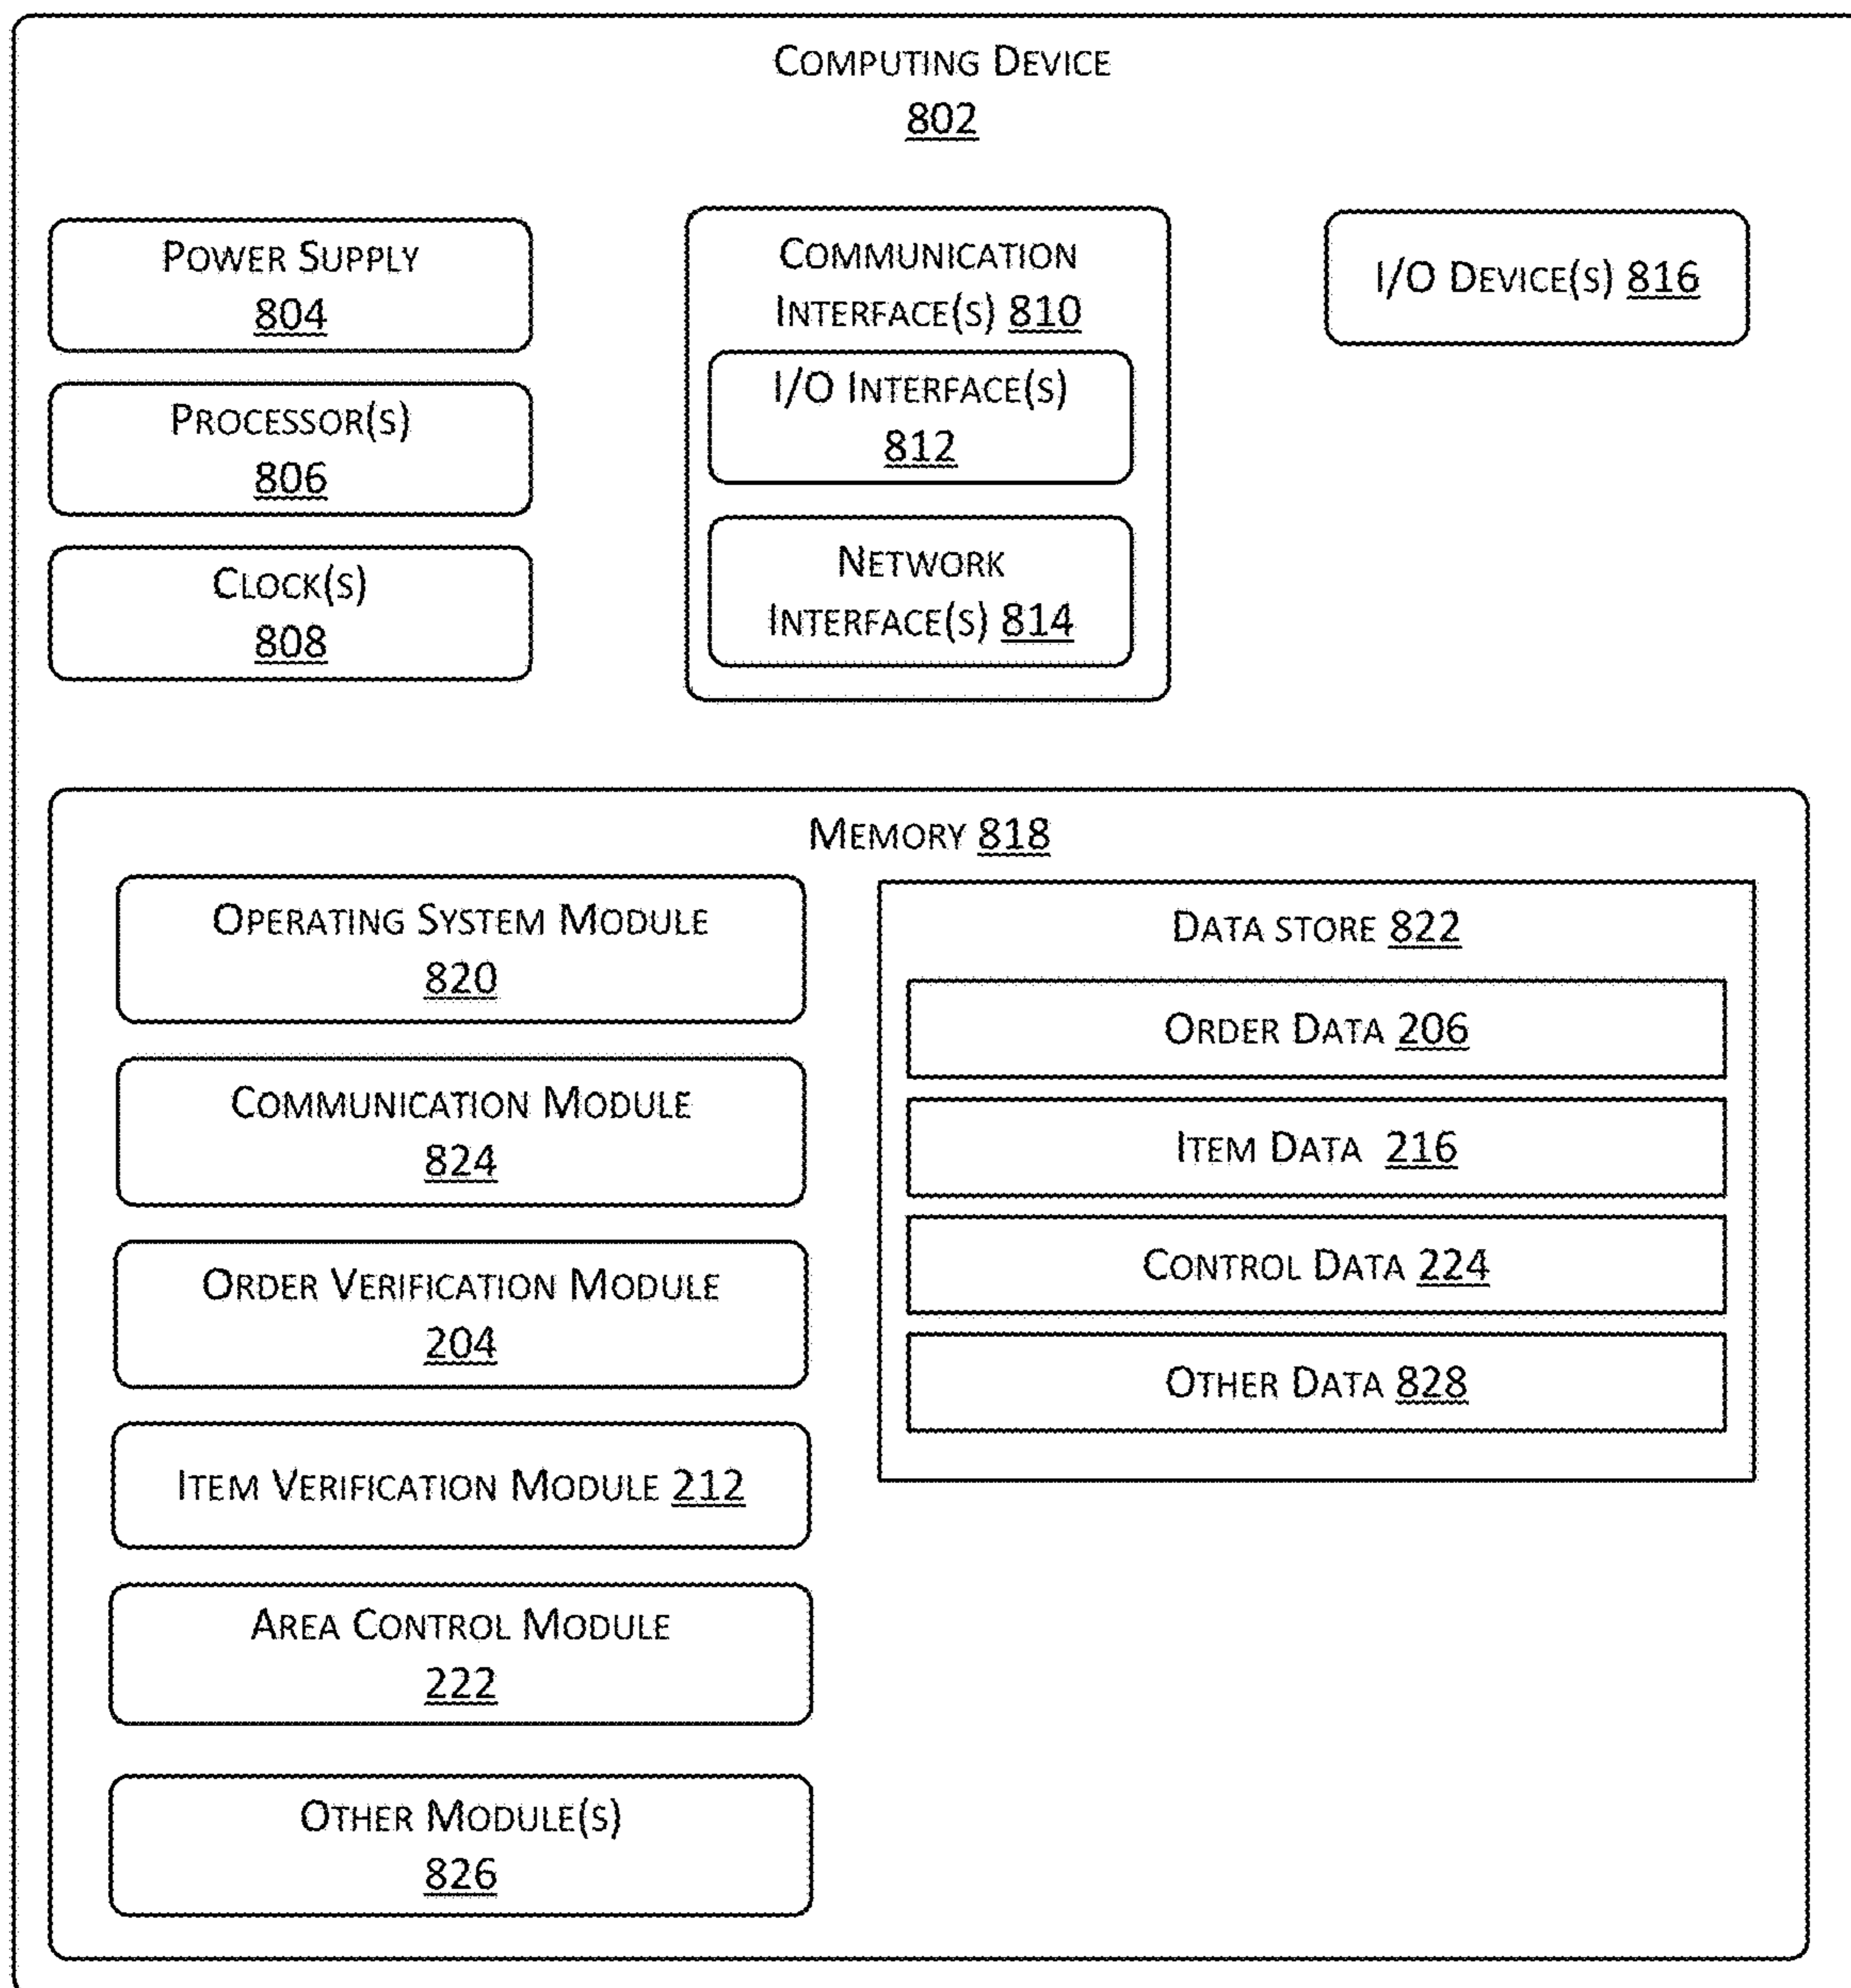 COMPUTING DEVICE
802
POWER SUPPLY
804
PROCESSOR(S)
806
CLOCK(S)
808
COMMUNICATION
INTERFACE(S) 810
I/O INTERFACE(S)
812
NETWORK
INTERFACE(S) 814
I/O DEVICE(S) 816
MEMORY 818
OPERATING SYSTEM MODULE
820
COMMUNICATION MODULE
824
ORDER VERIFICATION MODULE
204
ITEM VERIFICATION MODULE 212
AREA CONTROL MODULE
222
OTHER MODULE(S)
826
DATA STORE 822
ORDER DATA 206
ITEM DATA 216
CONTROL DATA 224
OTHER DATA 828